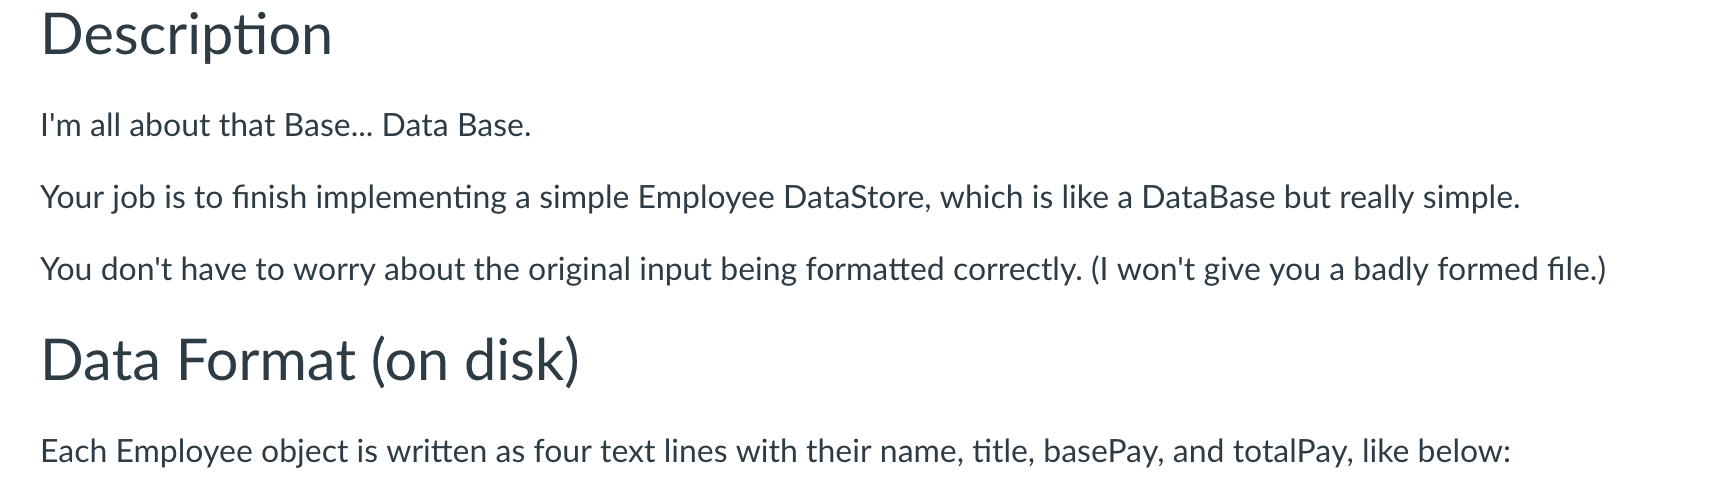 Description
I'm all about that Base... Data Base.
Your job is to finish implementing a simple Employee DataStore, which is like a DataBase but really simple.
You don't have to worry about the original input being formatted correctly. (I won't give you a badly formed file.)
Data Format (on disk)
Each Employee object is written as four text lines with their name, title, basePay, and totalPay, like below: